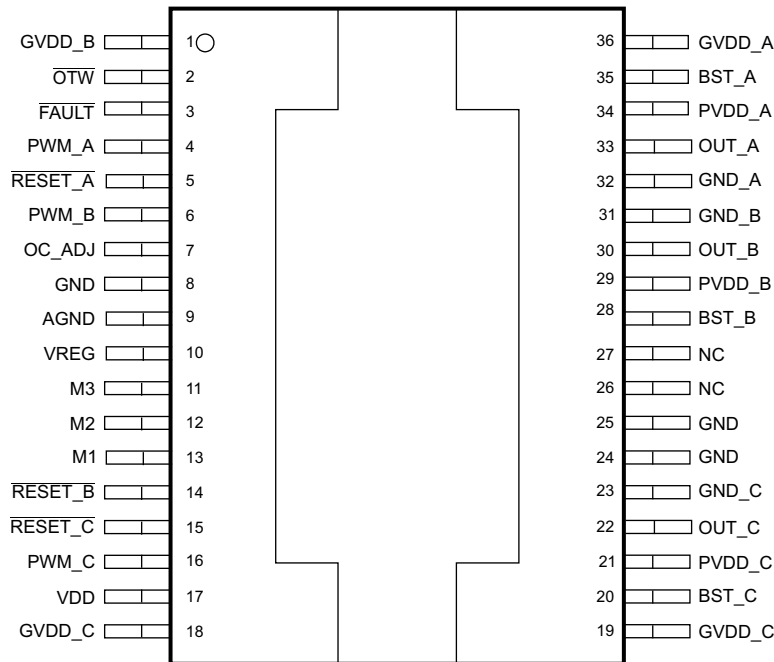 GVDD_B 1 36 GVDD_A
OTW 2 35 BST_A
FAULT 3 34 PVDD_A
PWM_A 4 33 OUT_A
RESET_A 5 32 GND_A
PWM_B 6 31 GND_B
OC_ADJ 7 30 OUT_B
GND 8 29 PVDD_B
AGND 9 28 BST_B
VREG 10 27 NC
M3 11 26 NC
M2 12 25 GND
M1 13 24 GND
RESET_B 14 23 GND_C
RESET_C 15 22 OUT_C
PWM_C 16 21 PVDD_C
VDD 17 20 BST_C
GVDD_C 18 19 GVDD_C